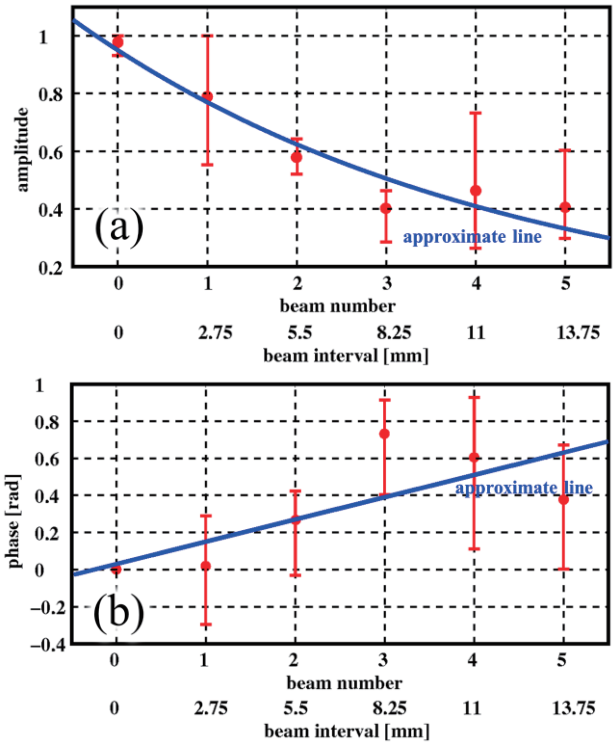 1
0.8
0.6
0.4
0.2
amplitude
(a)
approximate line
0 1 2 3 4 5
beam number
0 2.75 5.5 8.25 11 13.75
beam interval [mm]
1
0.8
0.6
0.4
0.2
0
−0.2
−0.4
phase [rad]
(b)
approximate line
0 1 2 3 4 5
beam number
0 2.75 5.5 8.25 11 13.75
beam interval [mm]